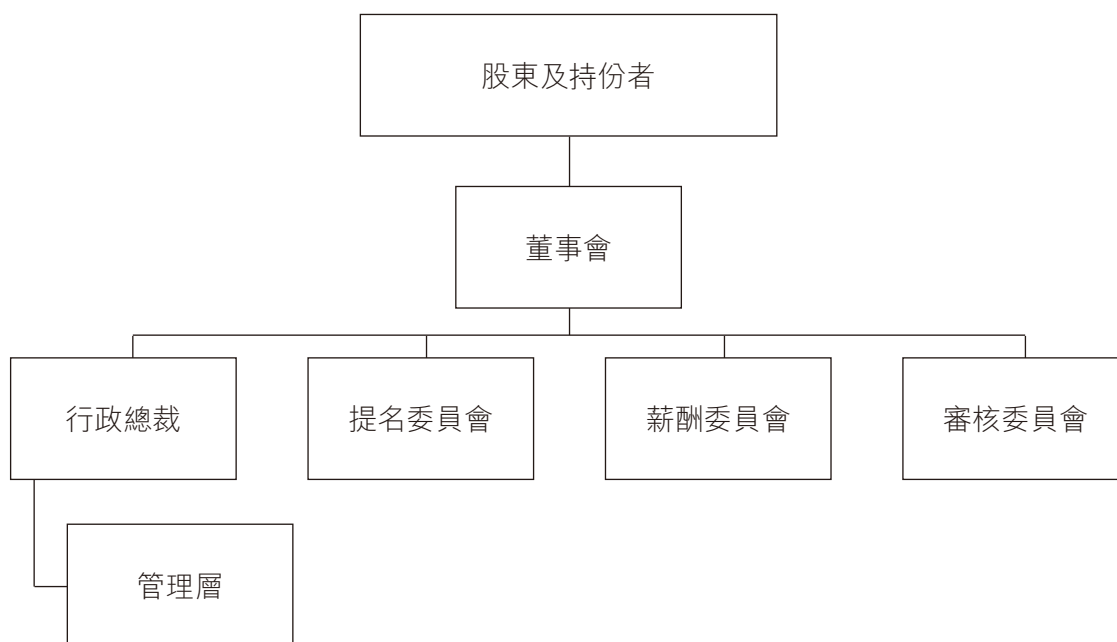 股東及持份者
董事會
行政總裁
提名委員會
薪酬委員會
審核委員會
管理層